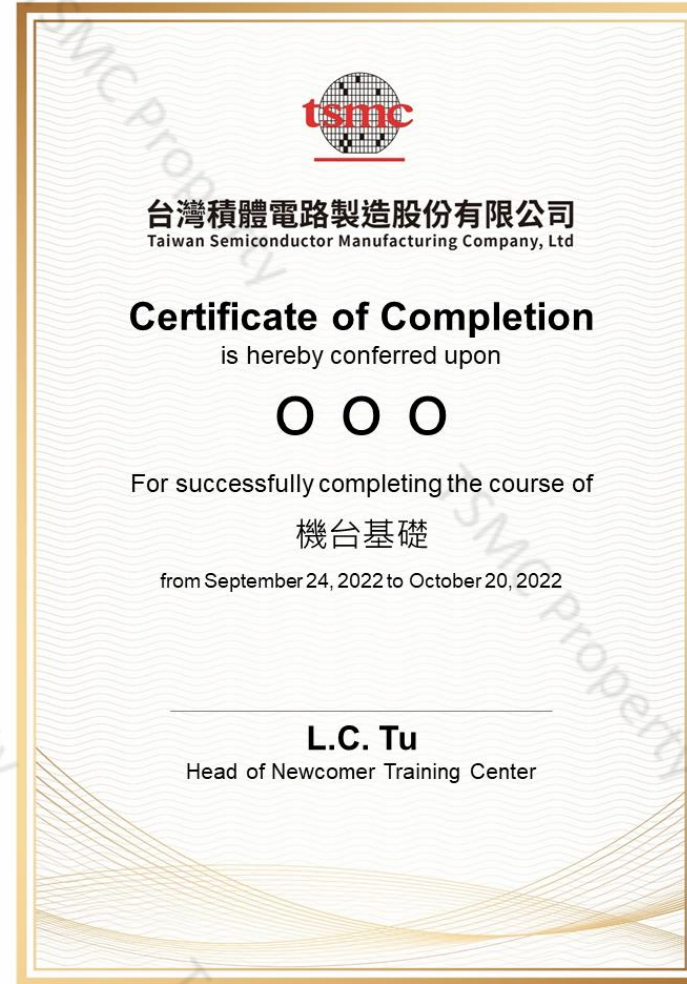 tsmc
台灣積體電路製造股份有限公司
Taiwan Semiconductor Manufacturing Company, Ltd
Certificate of Completion
is hereby conferred upon
O O O
For successfully completing the course of
機台基礎
from September 24, 2022 to October 20, 2022
L.C. Tu
Head of Newcomer Training Center
TSMC Property
TSMC Property